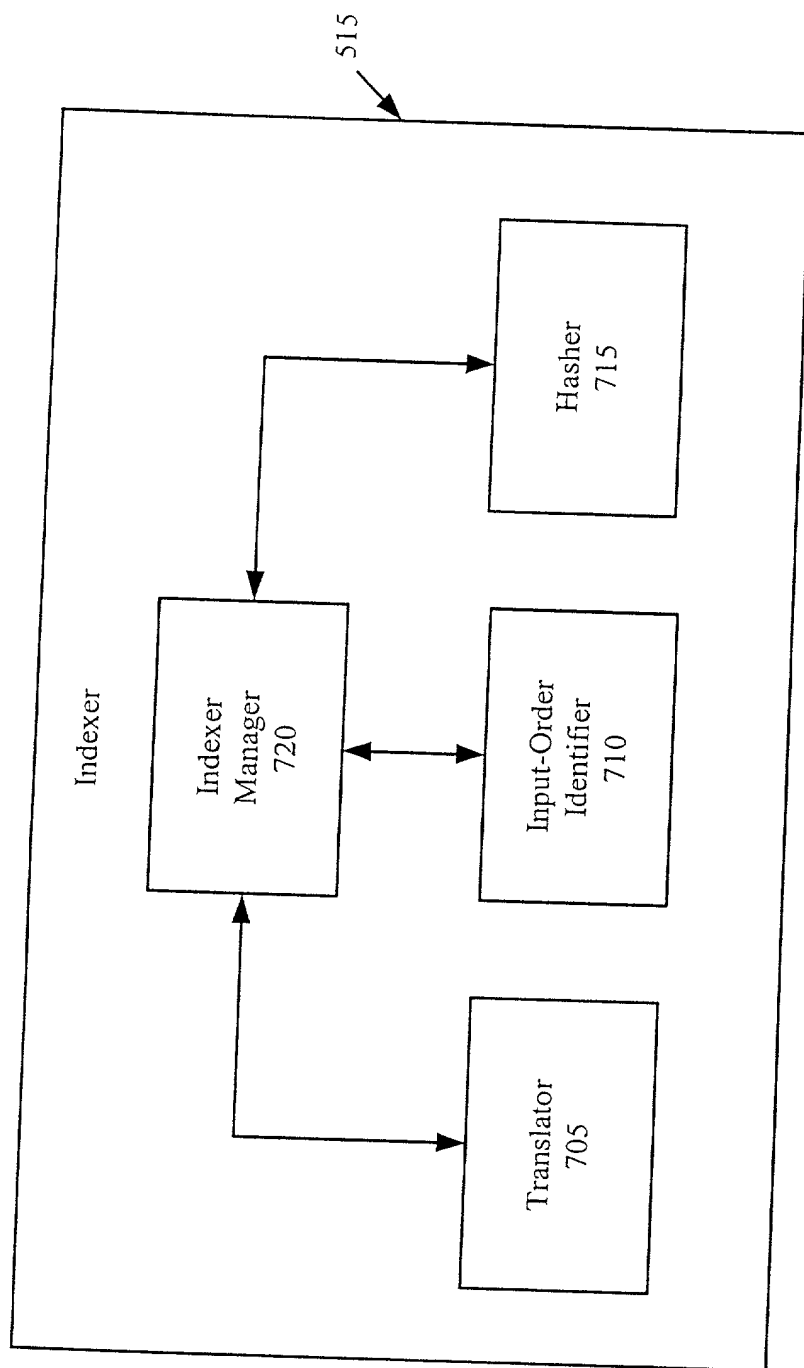 Indexer
515
Indexer
Manager
720
Translator
705
Input-Order
Identifier
710
Hasher
715